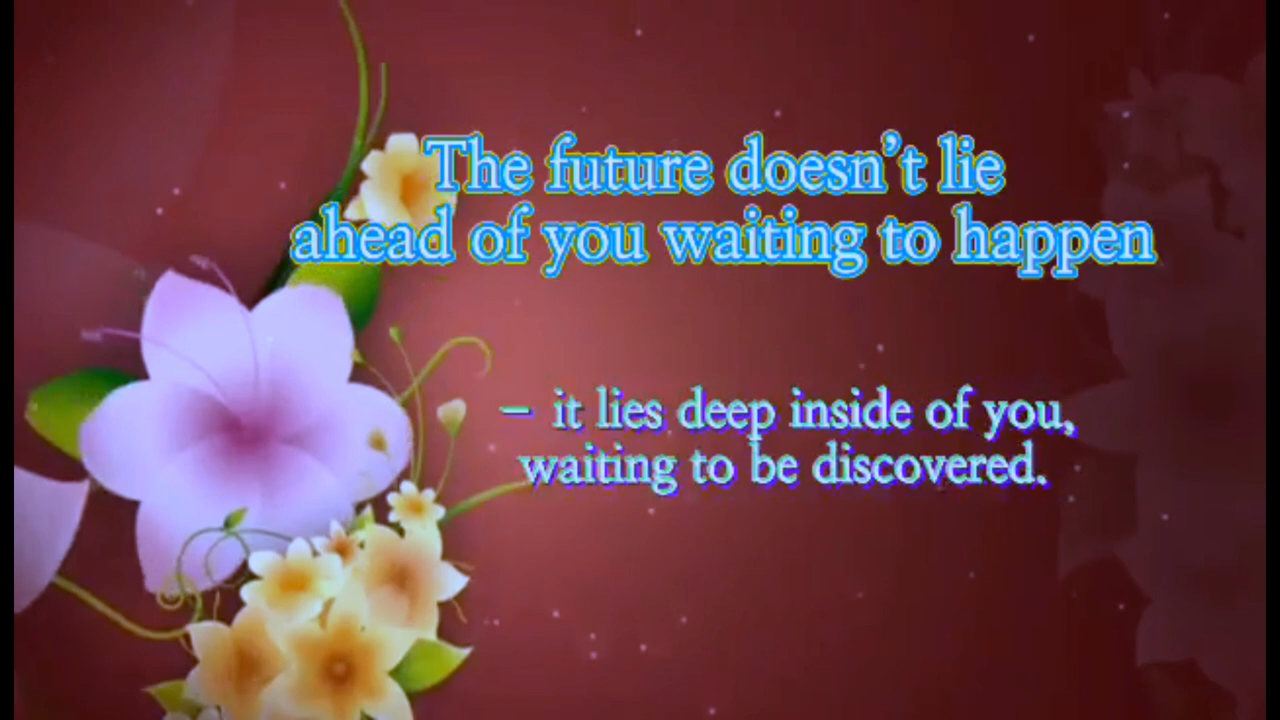 The future doesn’t lie
ahead of you waiting to happen
– it lies deep inside of you,
waiting to be discovered.